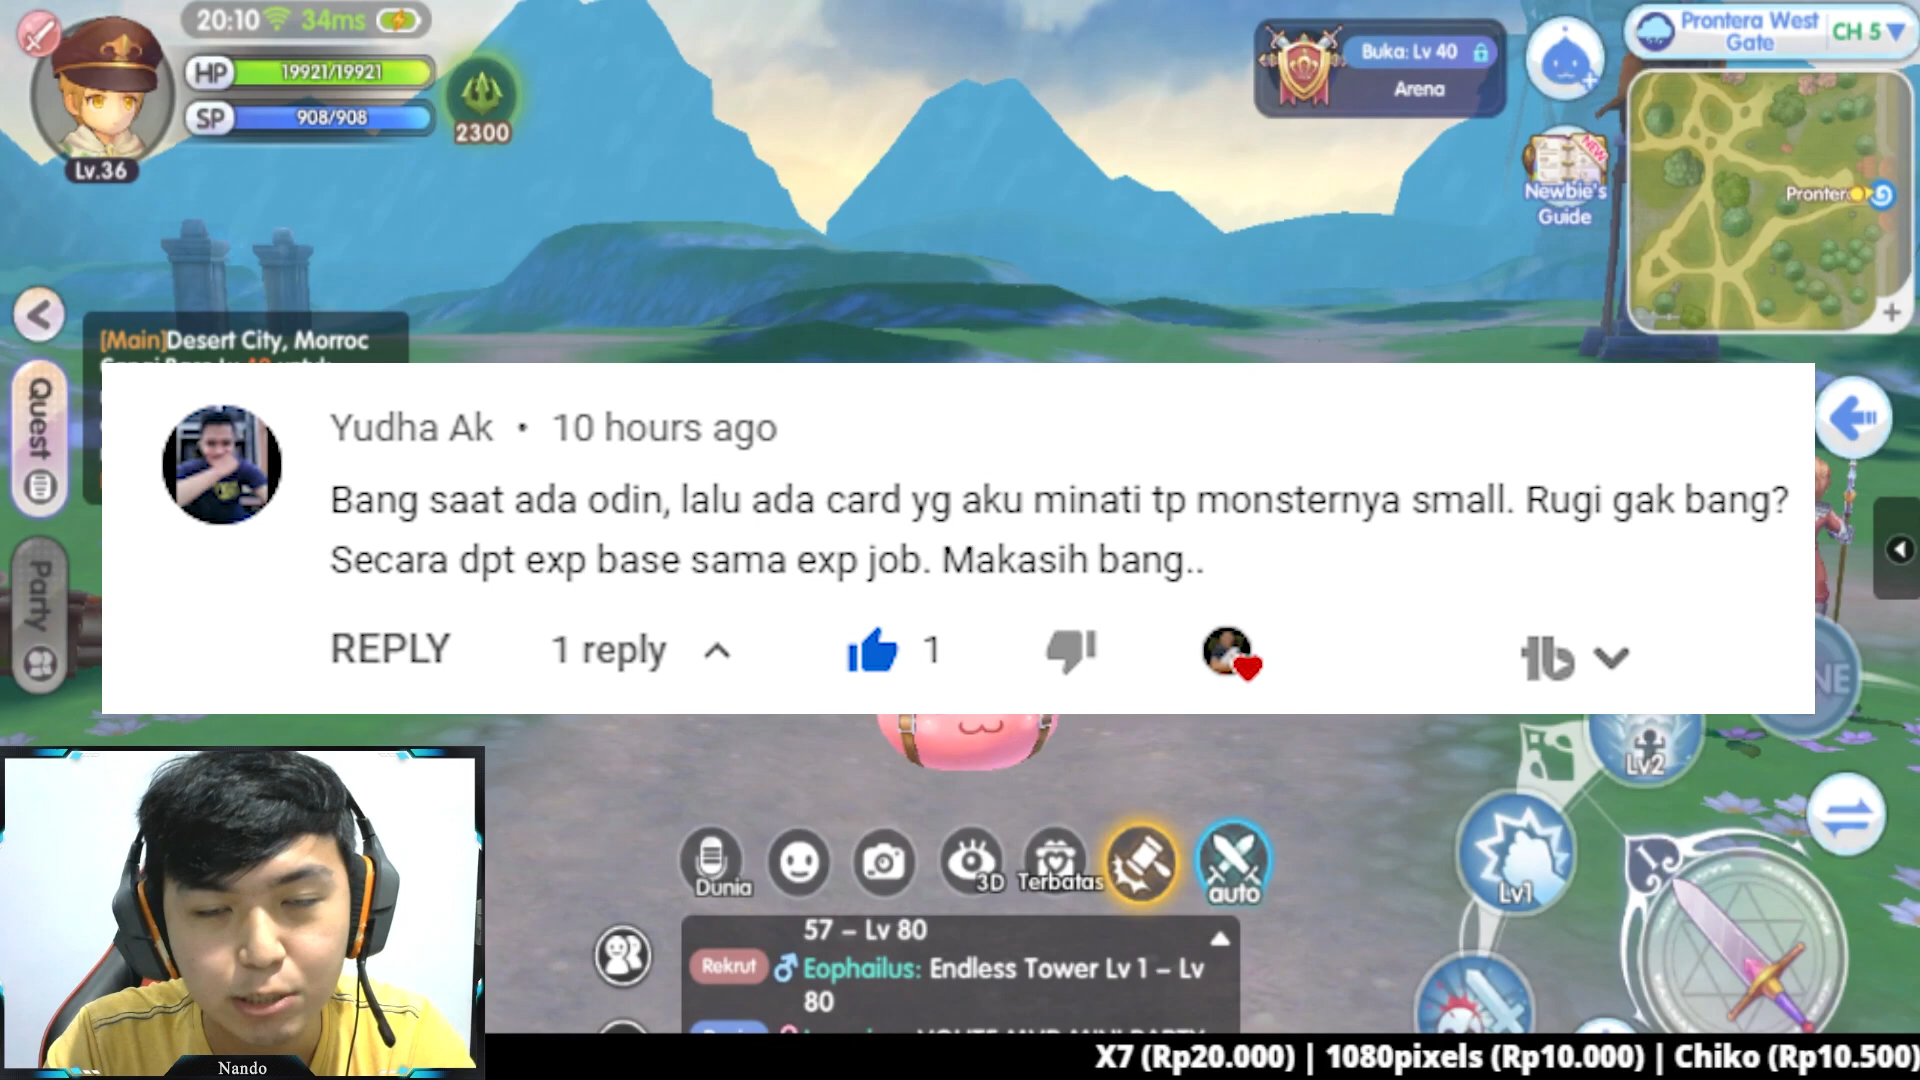 20:10
34ms
HP
19921/19921
SP
908/908
Lv.36
2300
Buka: Lv 40
Arena
NEW
Newbie's
Guide
Prontera West
Gate
CH 5
[Main]Desert City, Morroc
Quest
Party
Yudha Ak • 10 hours ago
Bang saat ada odin, lalu ada card yg aku minati tp monsternya small. Rugi gak bang?
Secara dpt exp base sama exp job. Makasih bang..
REPLY
1 reply
1
Lv2
Lv1
Dunia
3D
Terbatas
auto
57 – Lv 80
Rekrut
Eophailus: Endless Tower Lv 1 – Lv
80
Nando
X7 (Rp20.000) | 1080pixels (Rp10.000) | Chiko (Rp10.500)